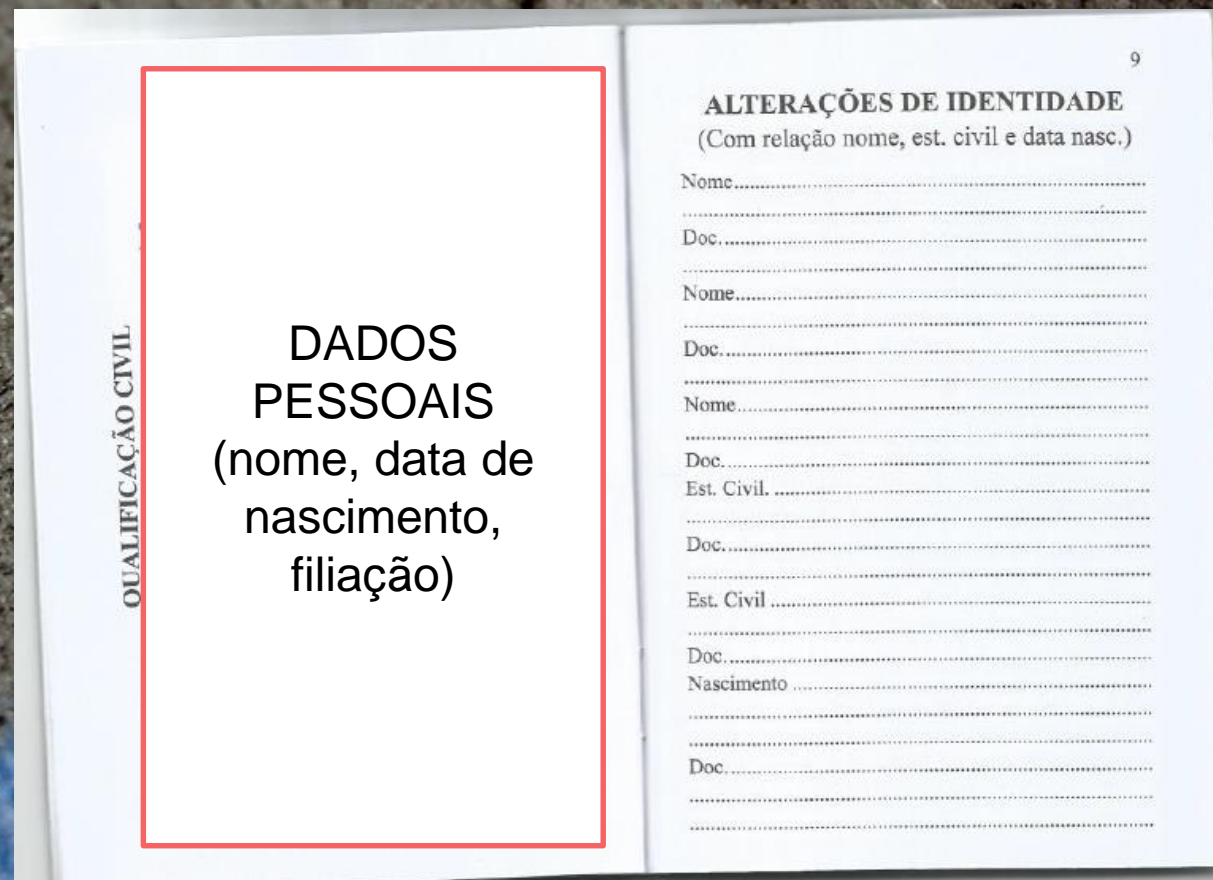 QUALIFICAÇÃO CIVIL
DADOS
PESSOAIS
(nome, data de
nascimento,
filiação)
9
ALTERAÇÕES DE IDENTIDADE
(Com relação nome, est. civil e data nasc.)
Nome
Doc.
Nome
Doc.
Nome
Doc.
Est. Civil.
Doc.
Est. Civil
Doc.
Nascimento
Doc.